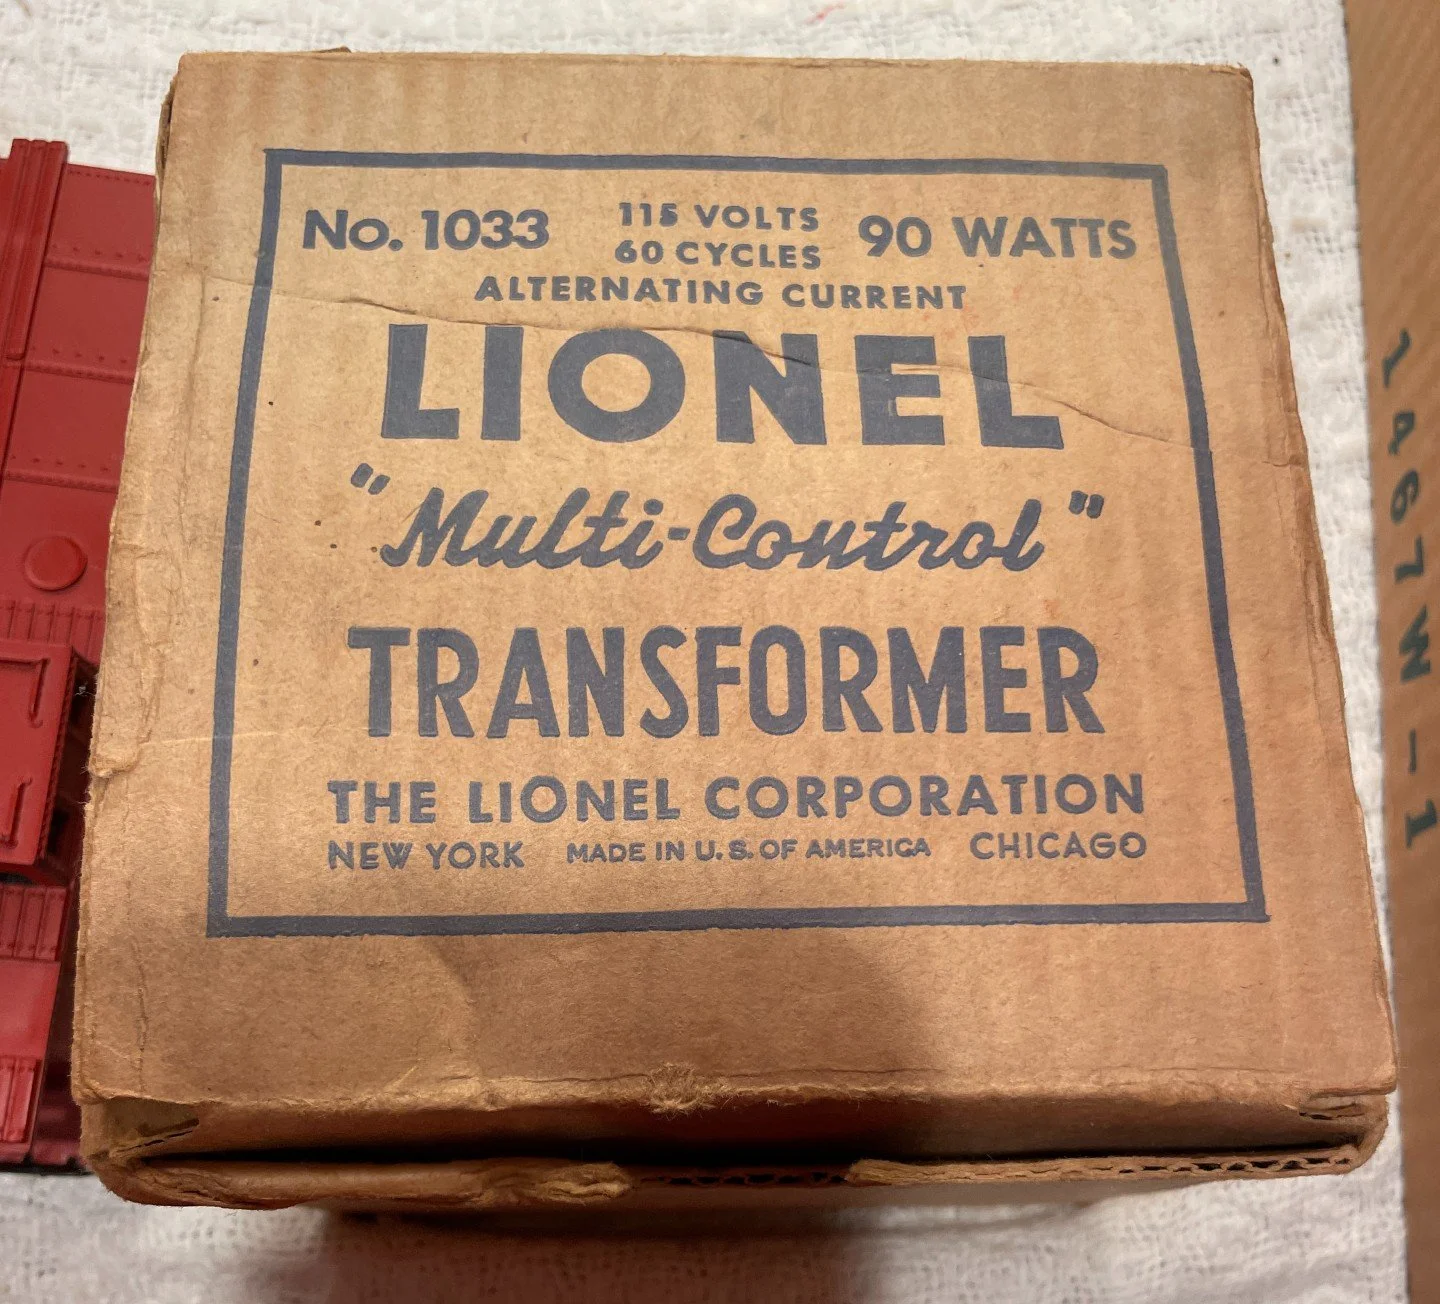 No. 1033 115 VOLTS 60 CYCLES 90 WATTS
ALTERNATING CURRENT
LIONEL
"Multi-Control"
TRANSFORMER
THE LIONEL CORPORATION
NEW YORK MADE IN U.S. OF AMERICA CHICAGO
1467W-1